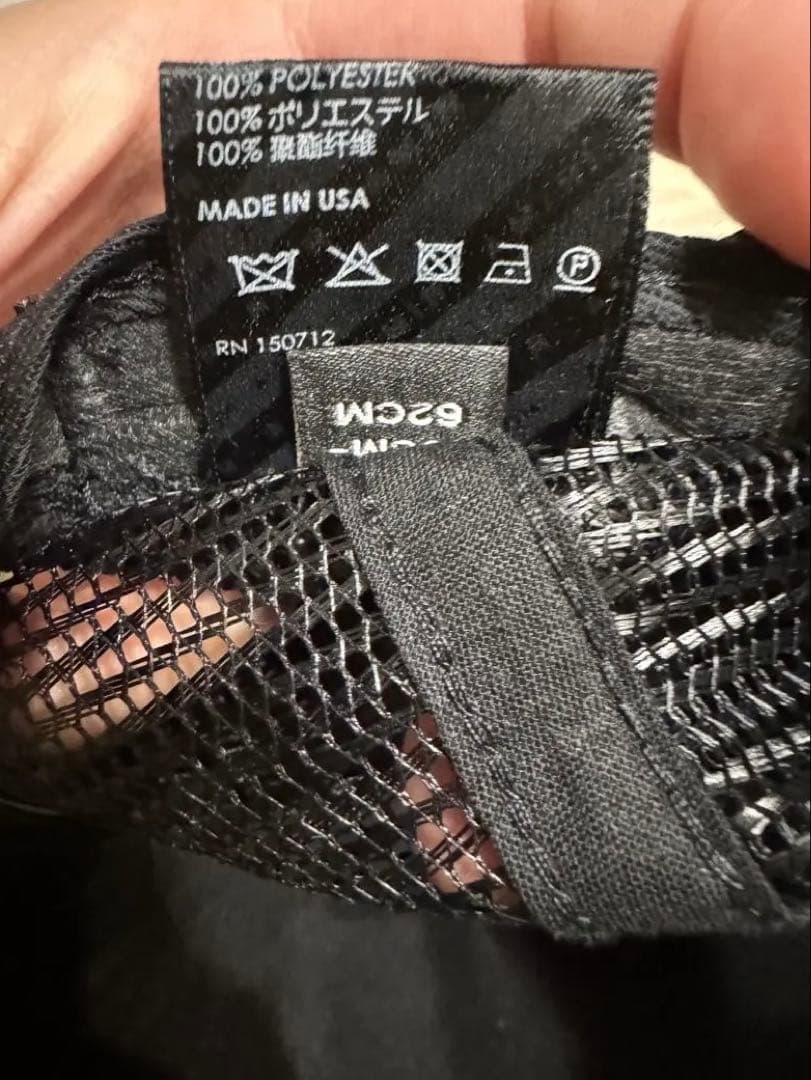 100% POLYESTER
100% ポリエステル
100% 聚酯纤维
MADE IN USA
P
RN 150712
62CM
CM-